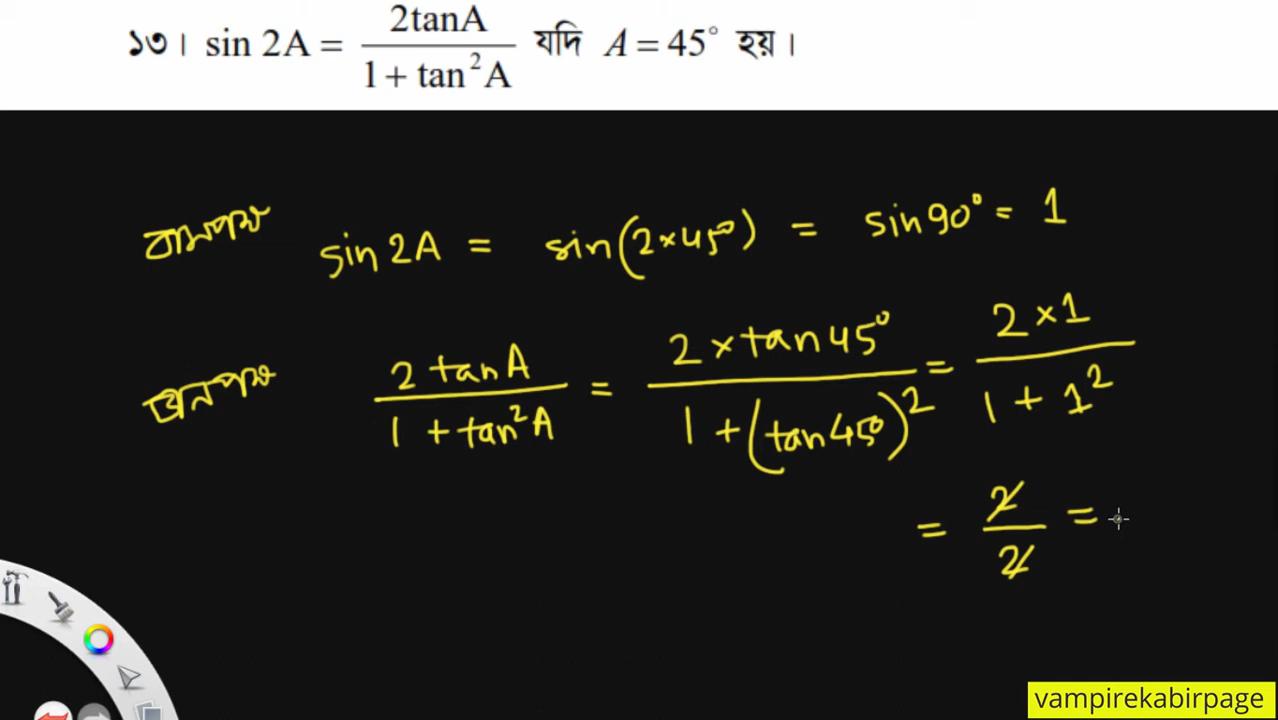 ১৩। sin 2A = 2tanA / 1 + tan²A যদি A = 45° হয়।
বামপক্ষ sin 2A = sin(2×45°) = sin 90° = 1
ডানপক্ষ 2 tanA / 1 + tan²A = 2 × tan 45° / 1 + (tan 45°)² = 2 × 1 / 1 + 1²
= 2 / 2 =
vampirekabirpage